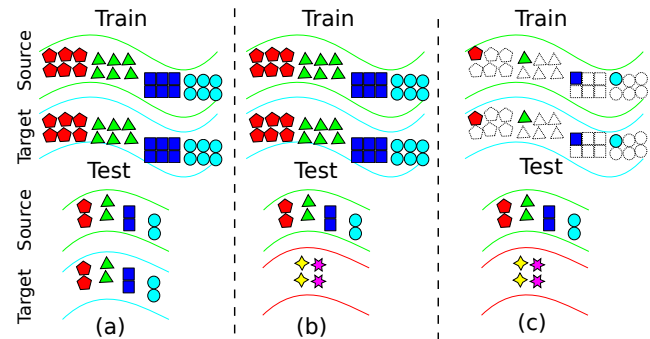 Train Train Train
Source
Target
Test Test Test
Source
Target
(a) (b) (c)